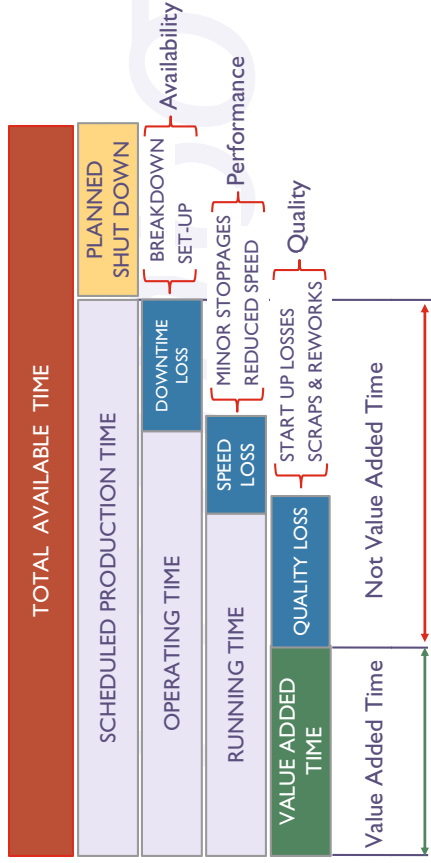 TOTAL AVAILABLE TIME
SCHEDULED PRODUCTION TIME
PLANNED
SHUT DOWN
OPERATING TIME
DOWNTIME
LOSS
BREAKDOWN
SET-UP
Availability
RUNNING TIME
SPEED
LOSS
MINOR STOPPAGES
REDUCED SPEED
Performance
VALUE ADDED
TIME
QUALITY LOSS
START UP LOSSES
SCRAPS & REWORKS
Quality
Value Added Time
Not Value Added Time